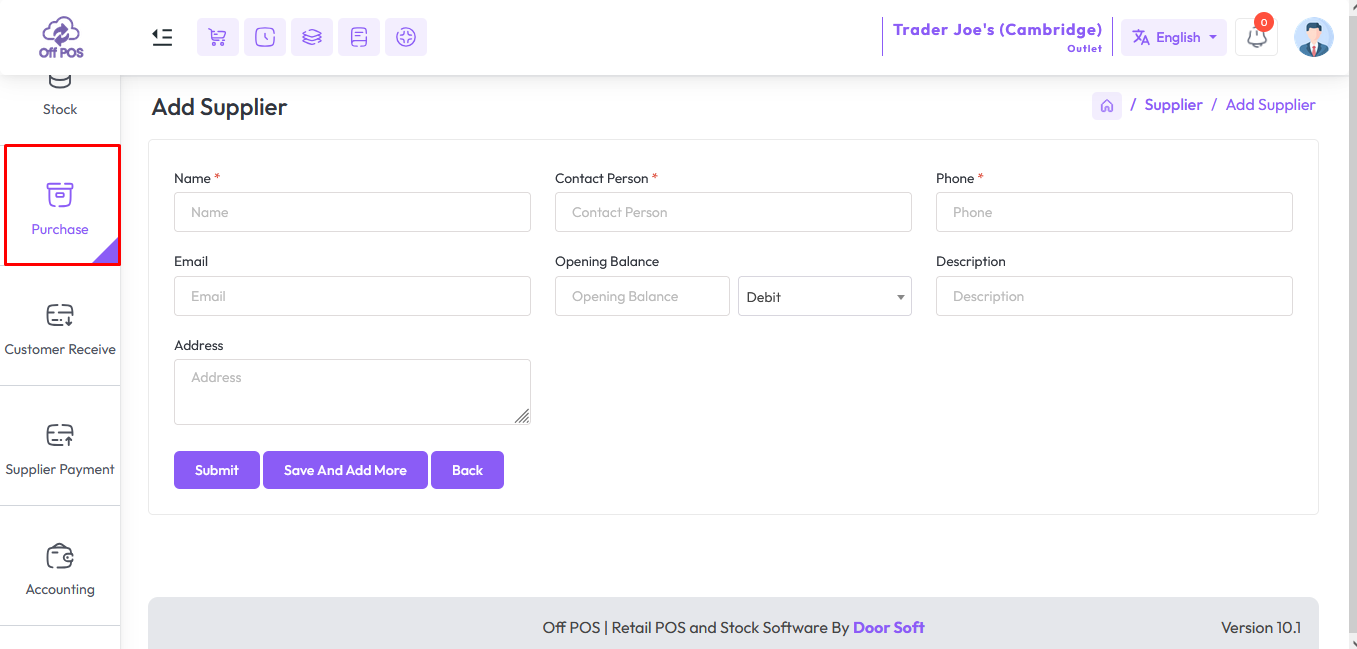 Off POS
Trader Joe's (Cambridge)
Outlet
English
0
Stock
Purchase
Customer Receive
Supplier Payment
Accounting
Add Supplier
/ Supplier / Add Supplier
Name * Contact Person * Phone *
Name Contact Person Phone
Email Opening Balance Description
Email Opening Balance Debit Description
Address
Address
Submit Save And Add More Back
Off POS | Retail POS and Stock Software By Door Soft Version 10.1